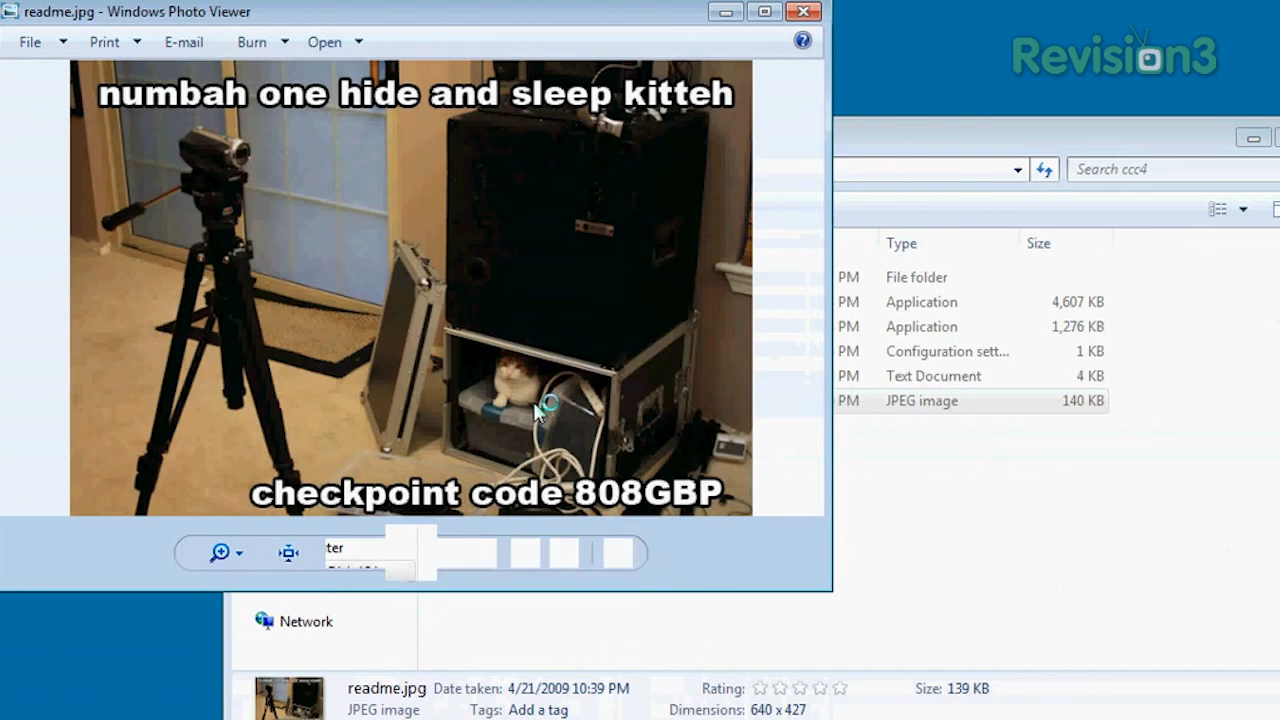 readme.jpg - Windows Photo Viewer
File Print E-mail Burn Open
numbah one hide and sleep kitteh
checkpoint code 808GBP
Revision3
Search ccc4
Type Size
PM File folder
PM Application 4,607 KB
PM Application 1,276 KB
PM Configuration sett... 1 KB
PM Text Document 4 KB
PM JPEG image 140 KB
ter
Network
readme.jpg Date taken: 4/21/2009 10:39 PM Rating: Size: 139 KB
JPEG image Tags: Add a tag Dimensions: 640 x 427